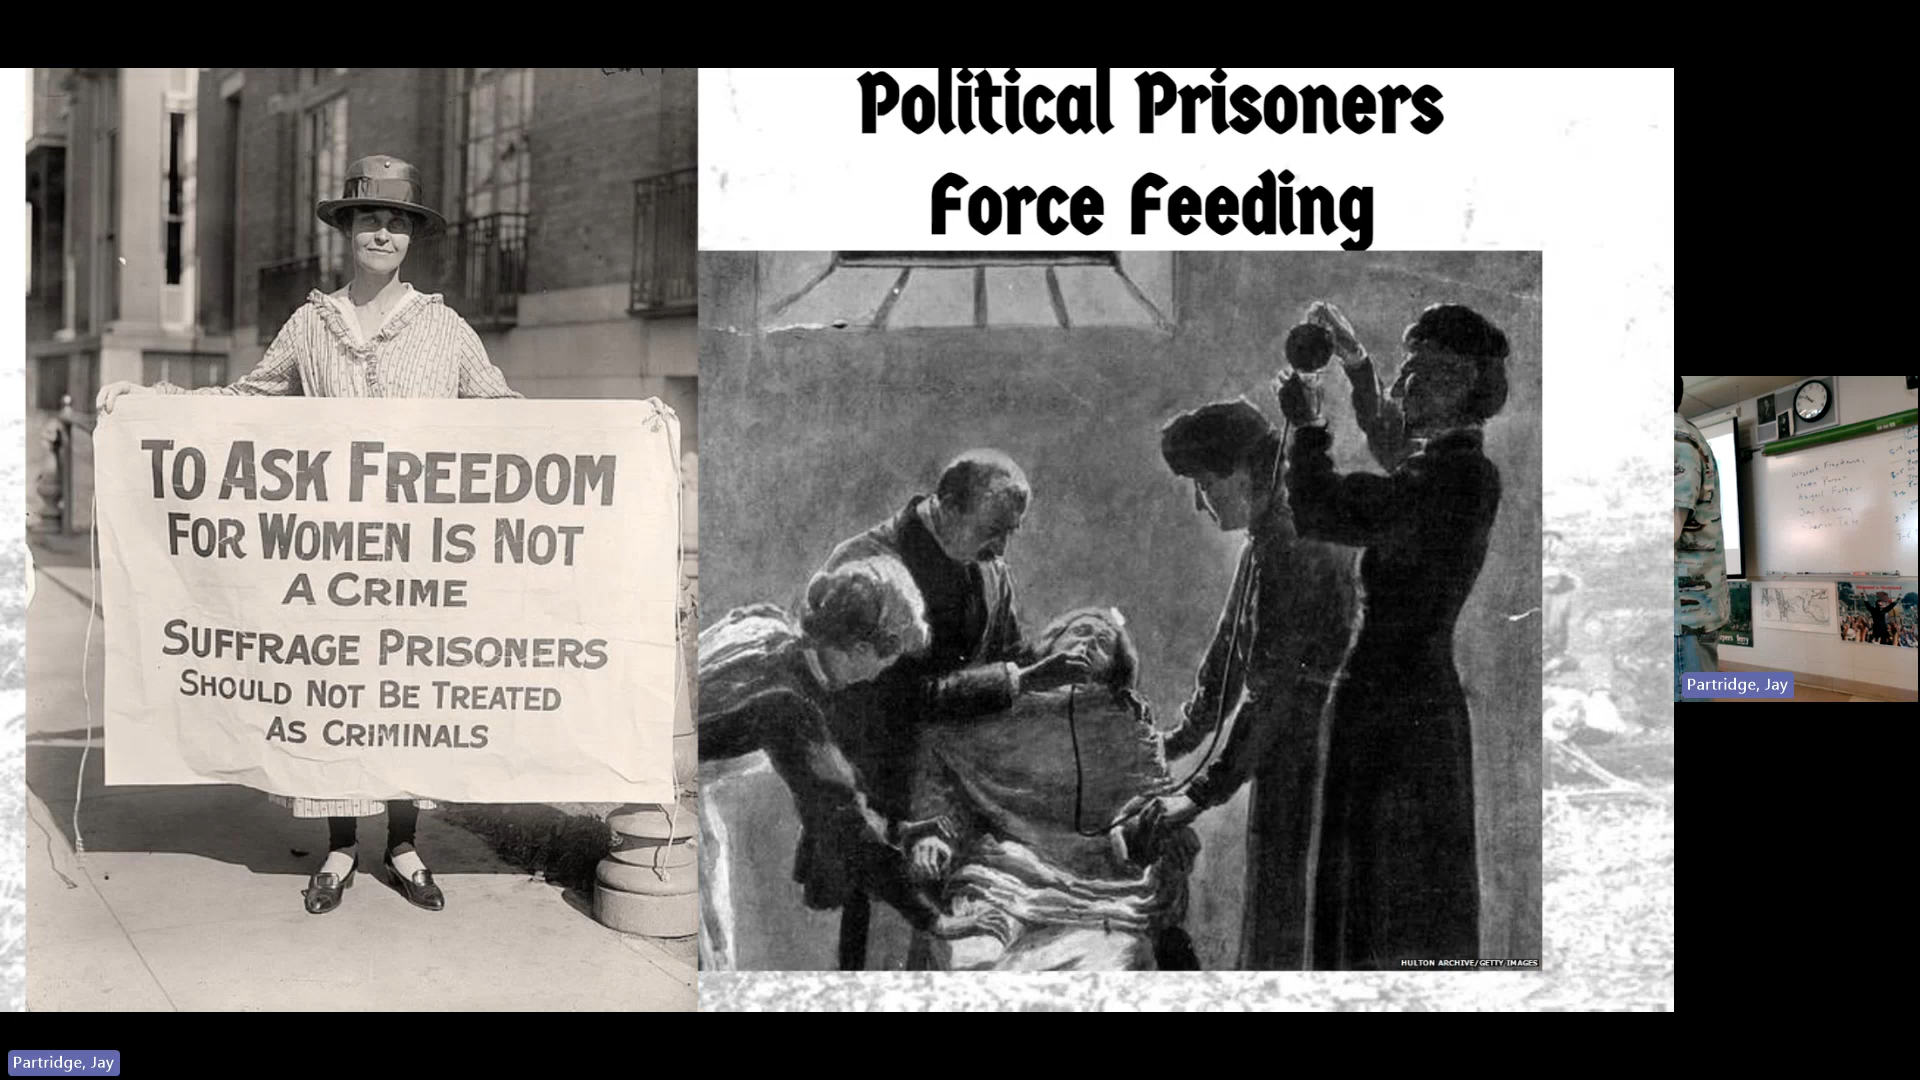 Political Prisoners
Force Feeding
TO ASK FREEDOM
FOR WOMEN IS NOT
A CRIME
SUFFRAGE PRISONERS
SHOULD NOT BE TREATED
AS CRIMINALS
HULTON ARCHIVE/GETTY IMAGES
Partridge, Jay
Partridge, Jay